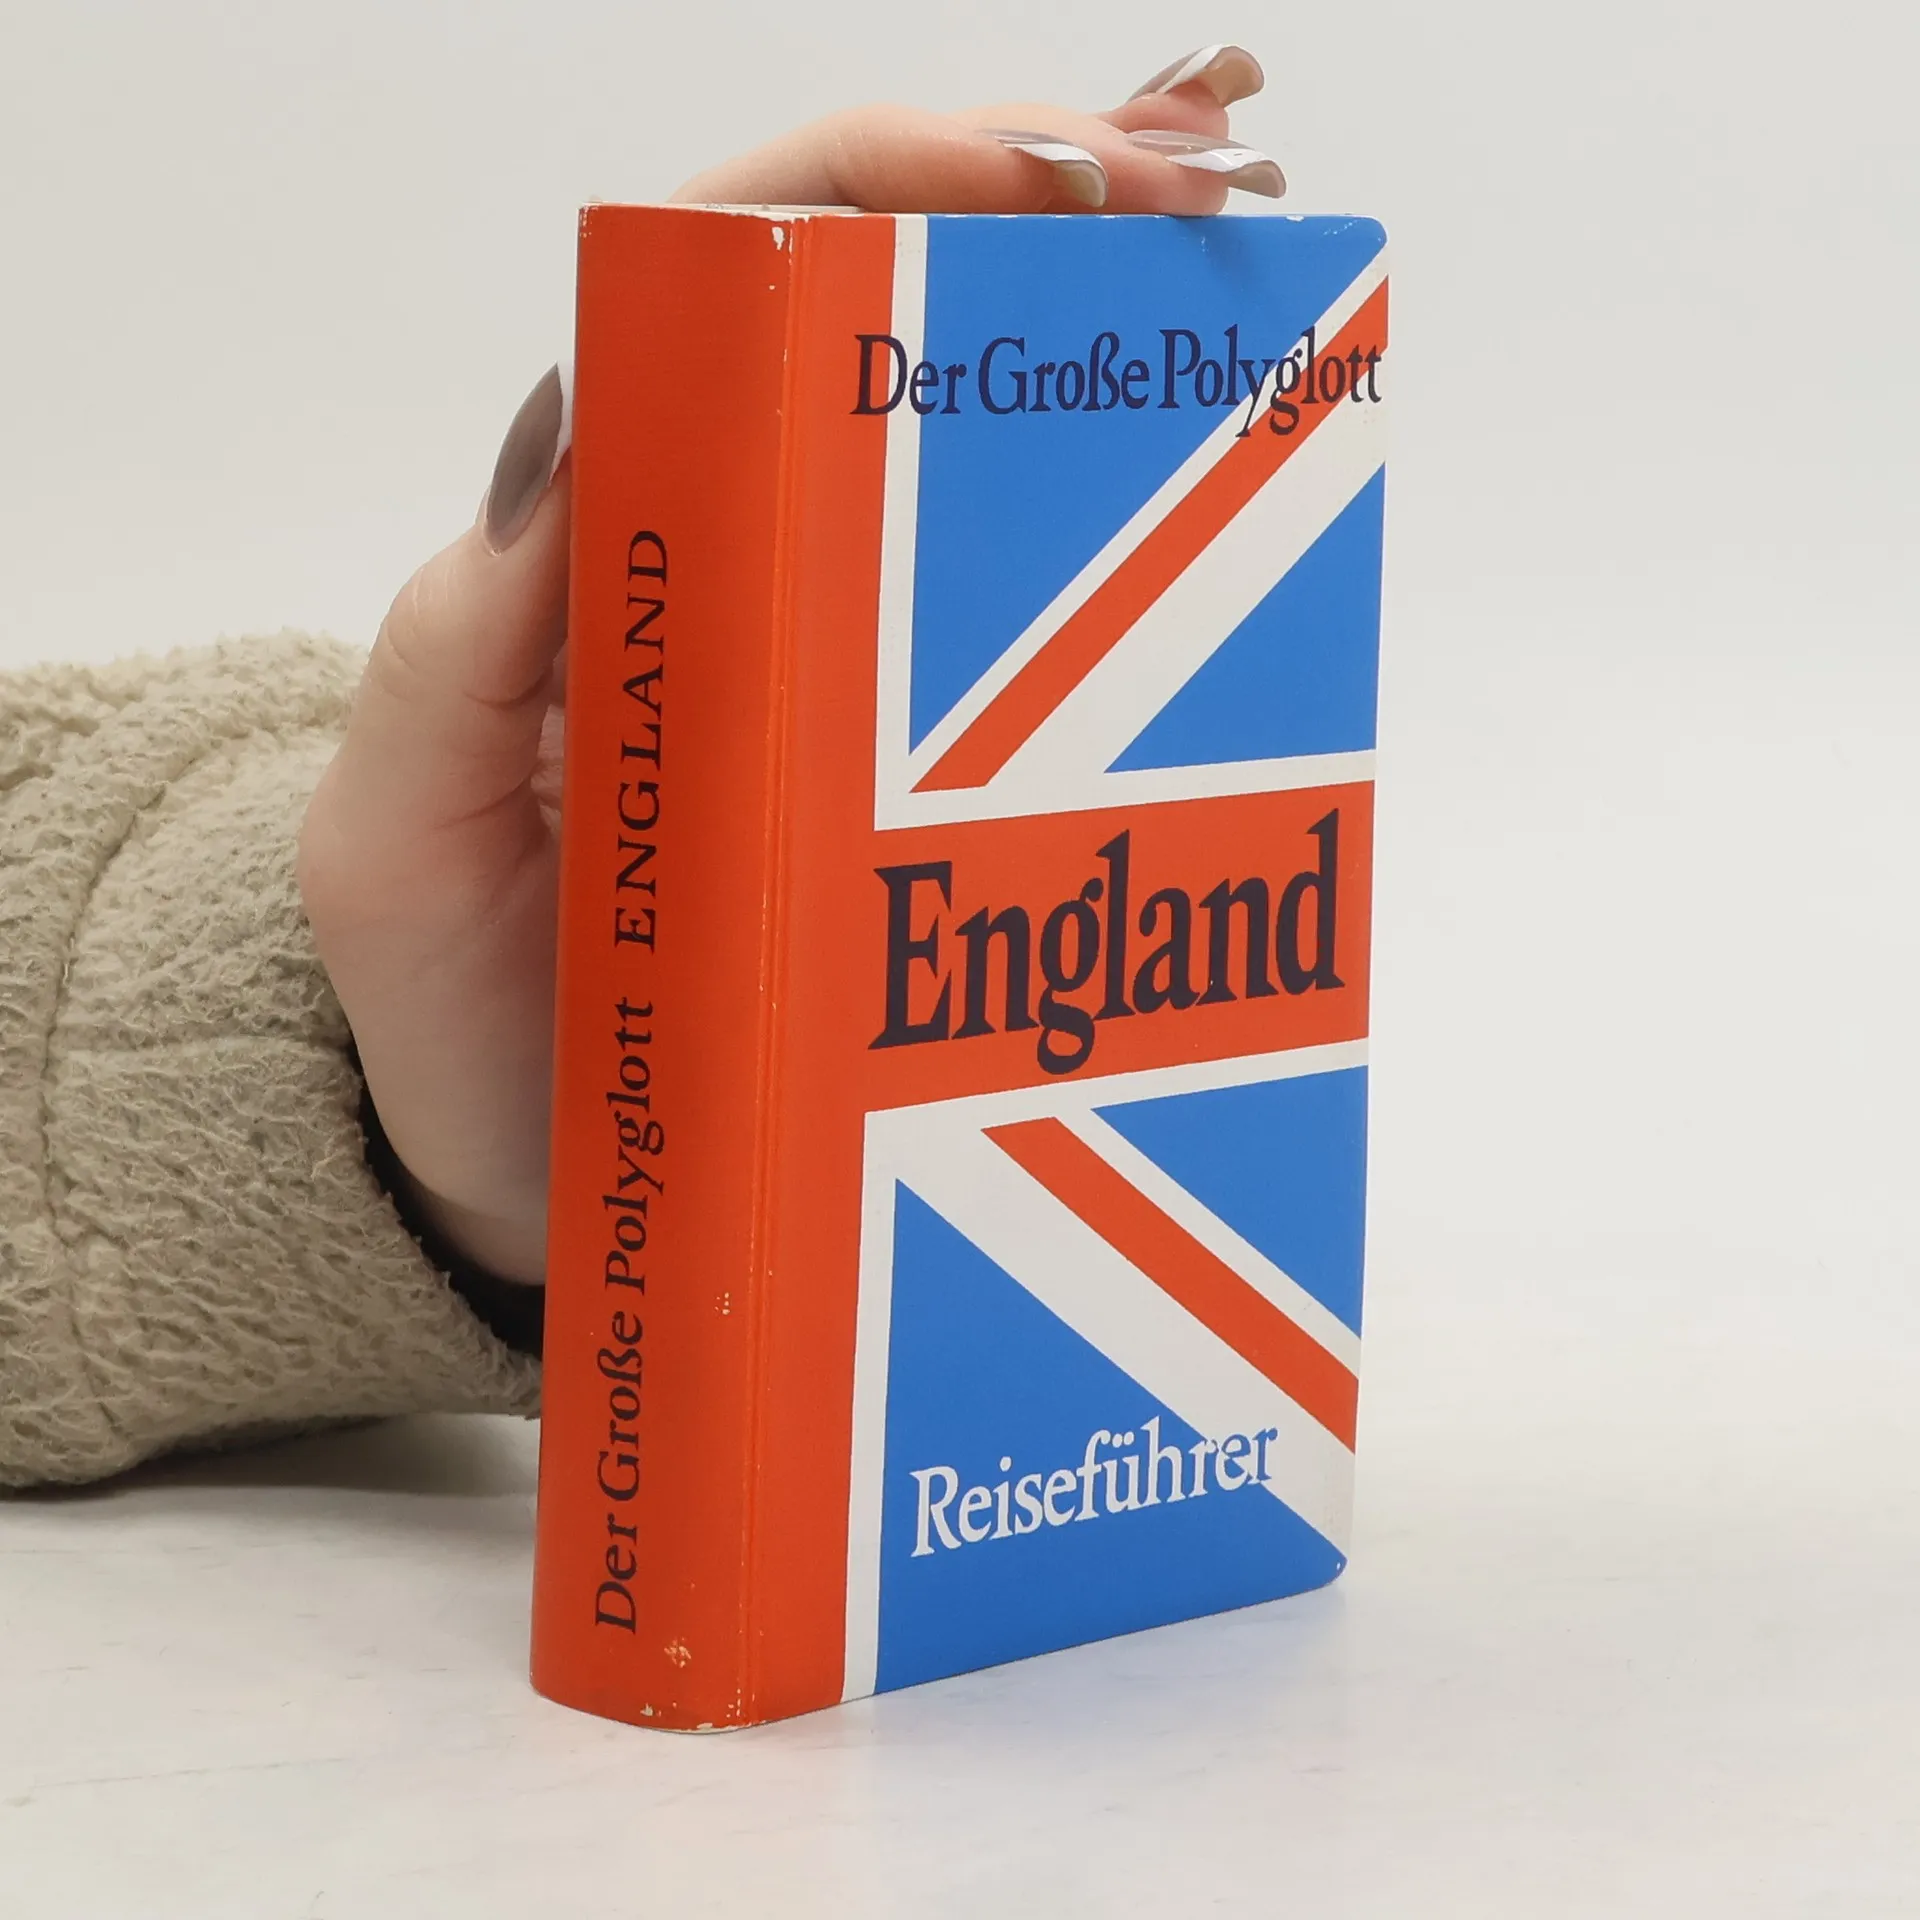 Der Große Polyglott ENGLAND
Der Große Polyglott
England
Reiseführer